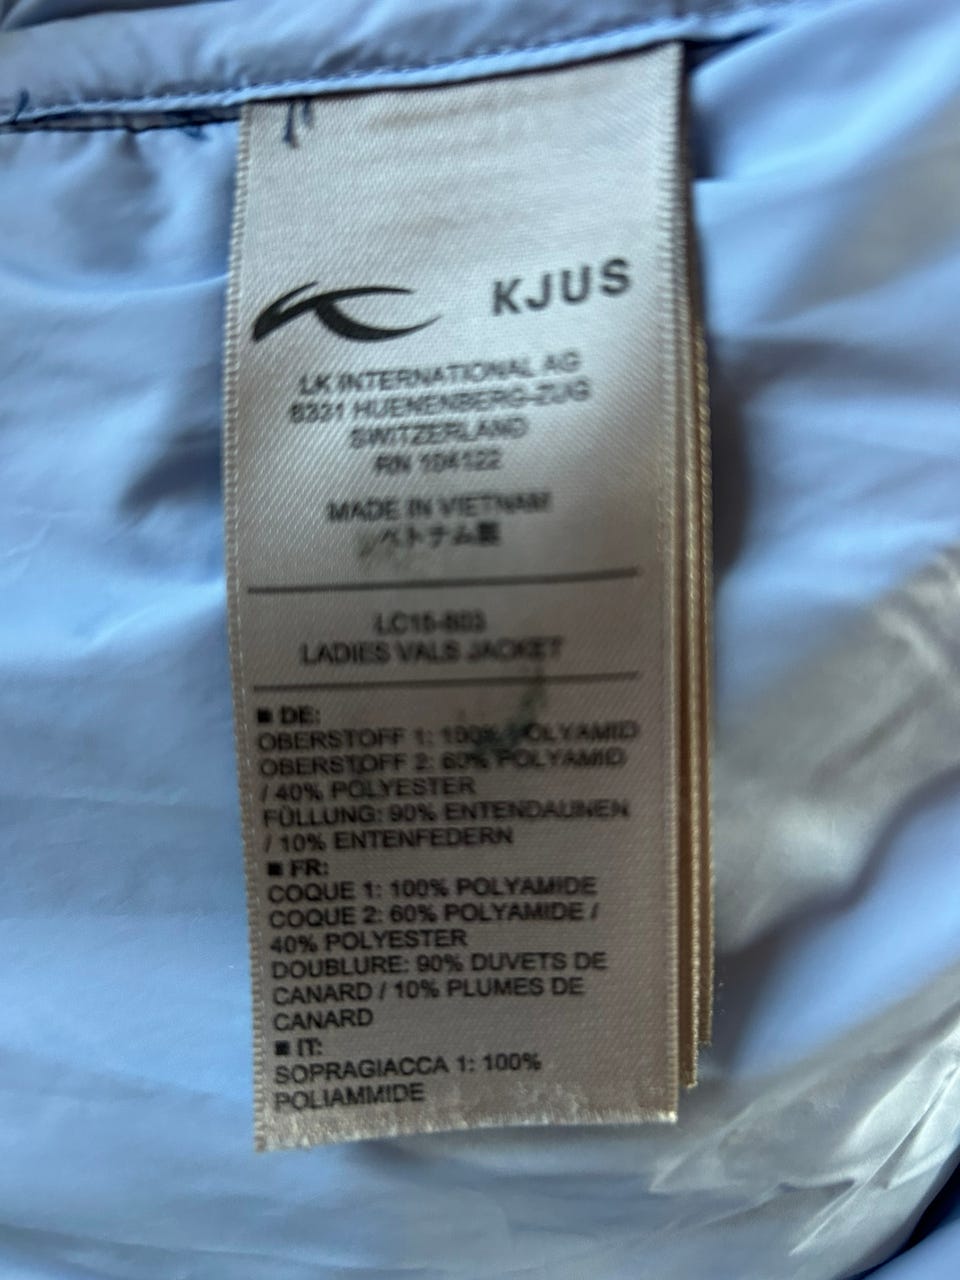 KJUS
LK INTERNATIONAL AG
6331 HUENENBERG-ZUG
SWITZERLAND
RN 104122
MADE IN VIETNAM
ベトナム製
LC15-B03
LADIES VALS JACKET
■ DE:
OBERSTOFF 1: 100% POLYAMID
OBERSTOFF 2: 60% POLYAMID
/ 40% POLYESTER
FÜLLUNG: 90% ENTENDAUNEN
/ 10% ENTENFEDERN
■ FR:
COQUE 1: 100% POLYAMIDE
COQUE 2: 60% POLYAMIDE /
40% POLYESTER
DOUBLURE: 90% DUVETS DE
CANARD / 10% PLUMES DE
CANARD
■ IT:
SOPRAGIACCA 1: 100%
POLIAMMIDE